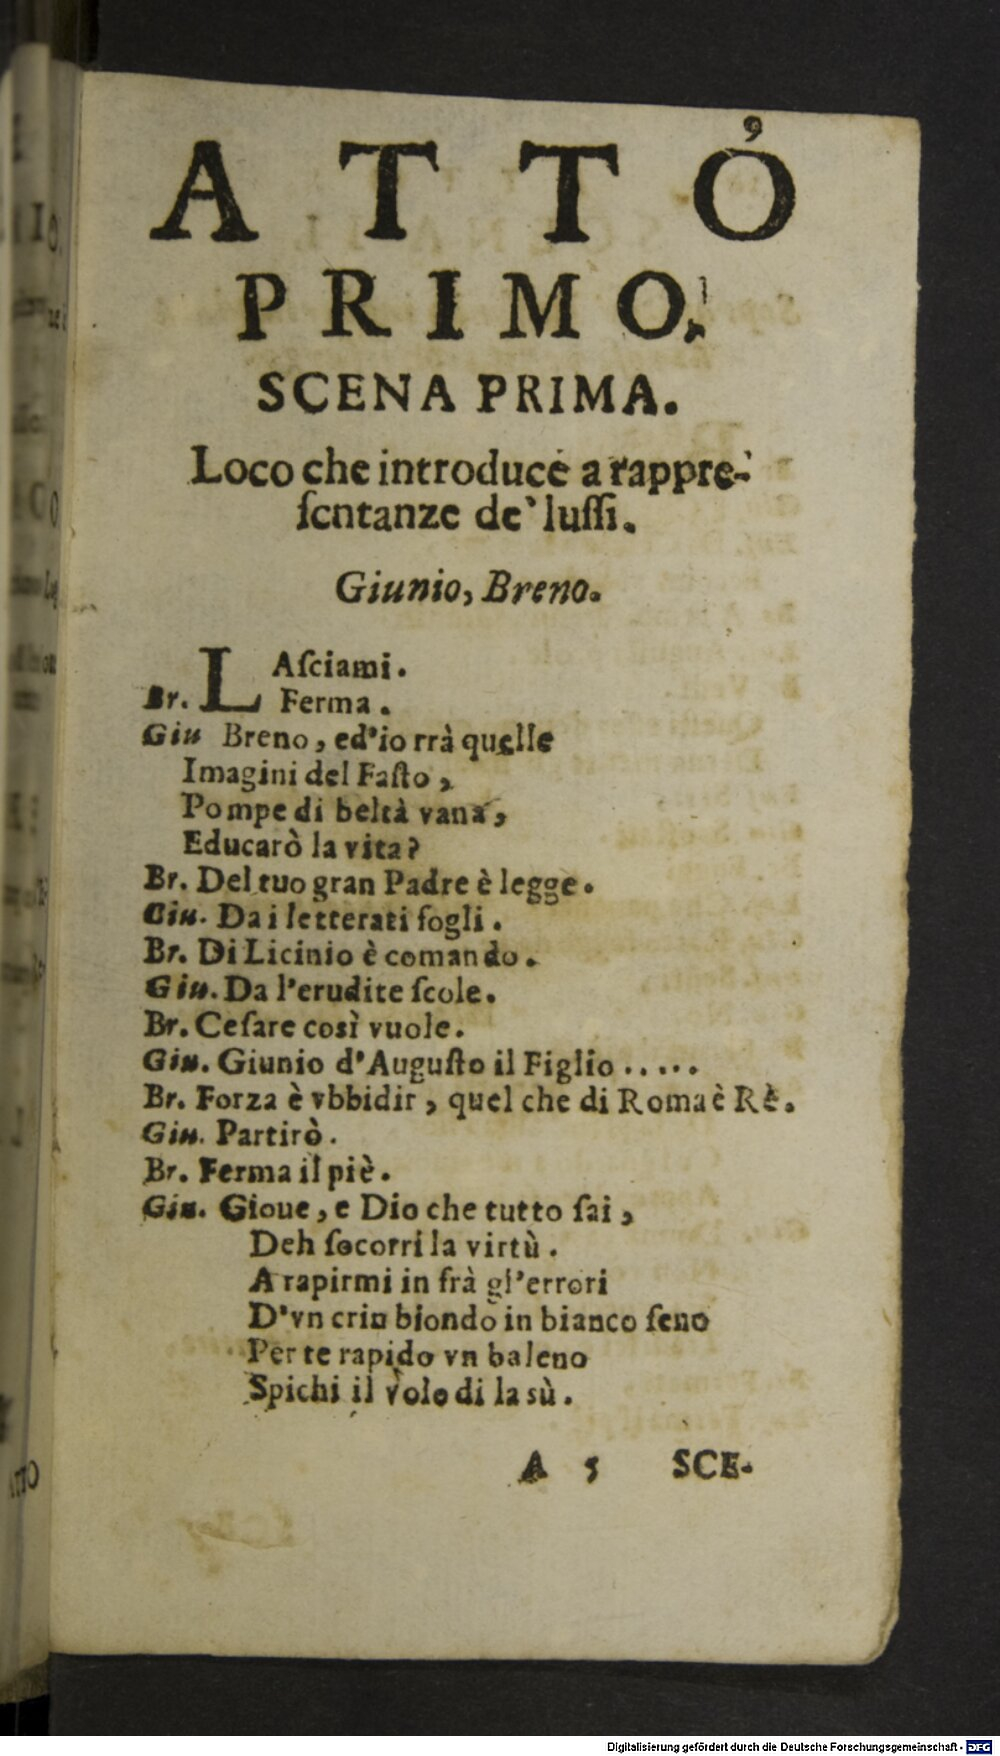 9
ATTO
PRIMO.
SCENA PRIMA.
Loco che introduce a rappre-
ſentanze de' luſſi.
Giunio, Breno.
LAſciami.
Br. Ferma.
Giu Breno, ed'io trà quelle
Imagini del Faſto,
Pompe di beltà vana,
Educarò la vita?
Br. Del tuo gran Padre è legge.
Giu. Da i letterati fogli.
Br. Di Licinio è comando.
Giu. Da l'erudite ſcole.
Br. Ceſare così vuole.
Giu. Giunio d'Auguſto il Figlio .....
Br. Forza è vbbidir, quel che di Roma è Rè.
Giu. Partirò.
Br. Ferma il piè.
Giu. Gioue, e Dio che tutto ſai,
Deh ſocorri la virtù.
A rapirmi in frà gl'errori
D'vn crin biondo in bianco ſeno
Per te rapido vn baleno
Spichi il volo di la sù.
A 5 SCE-
Digitalisierung gefördert durch die Deutsche Forschungsgemeinschaft - DFG